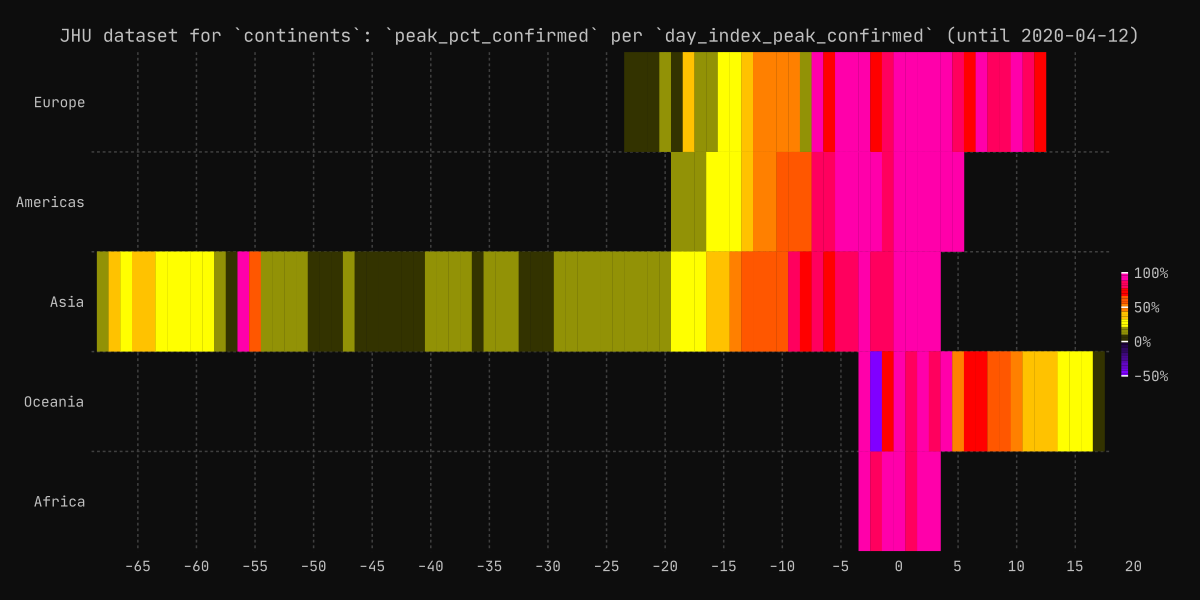 JHU dataset for `continents`: `peak_pct_confirmed` per `day_index_peak_confirmed` (until 2020-04-12)
Europe
Americas
Asia
Oceania
Africa
100%
50%
0%
-50%
-65 -60 -55 -50 -45 -40 -35 -30 -25 -20 -15 -10 -5 0 5 10 15 20